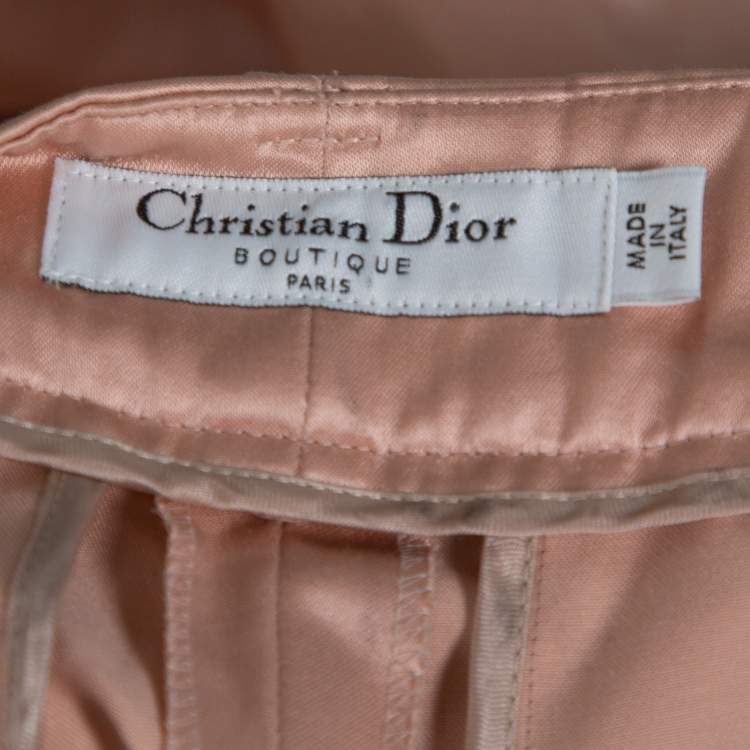 Christian Dior
BOUTIQUE
PARIS
MADE
IN
ITALY